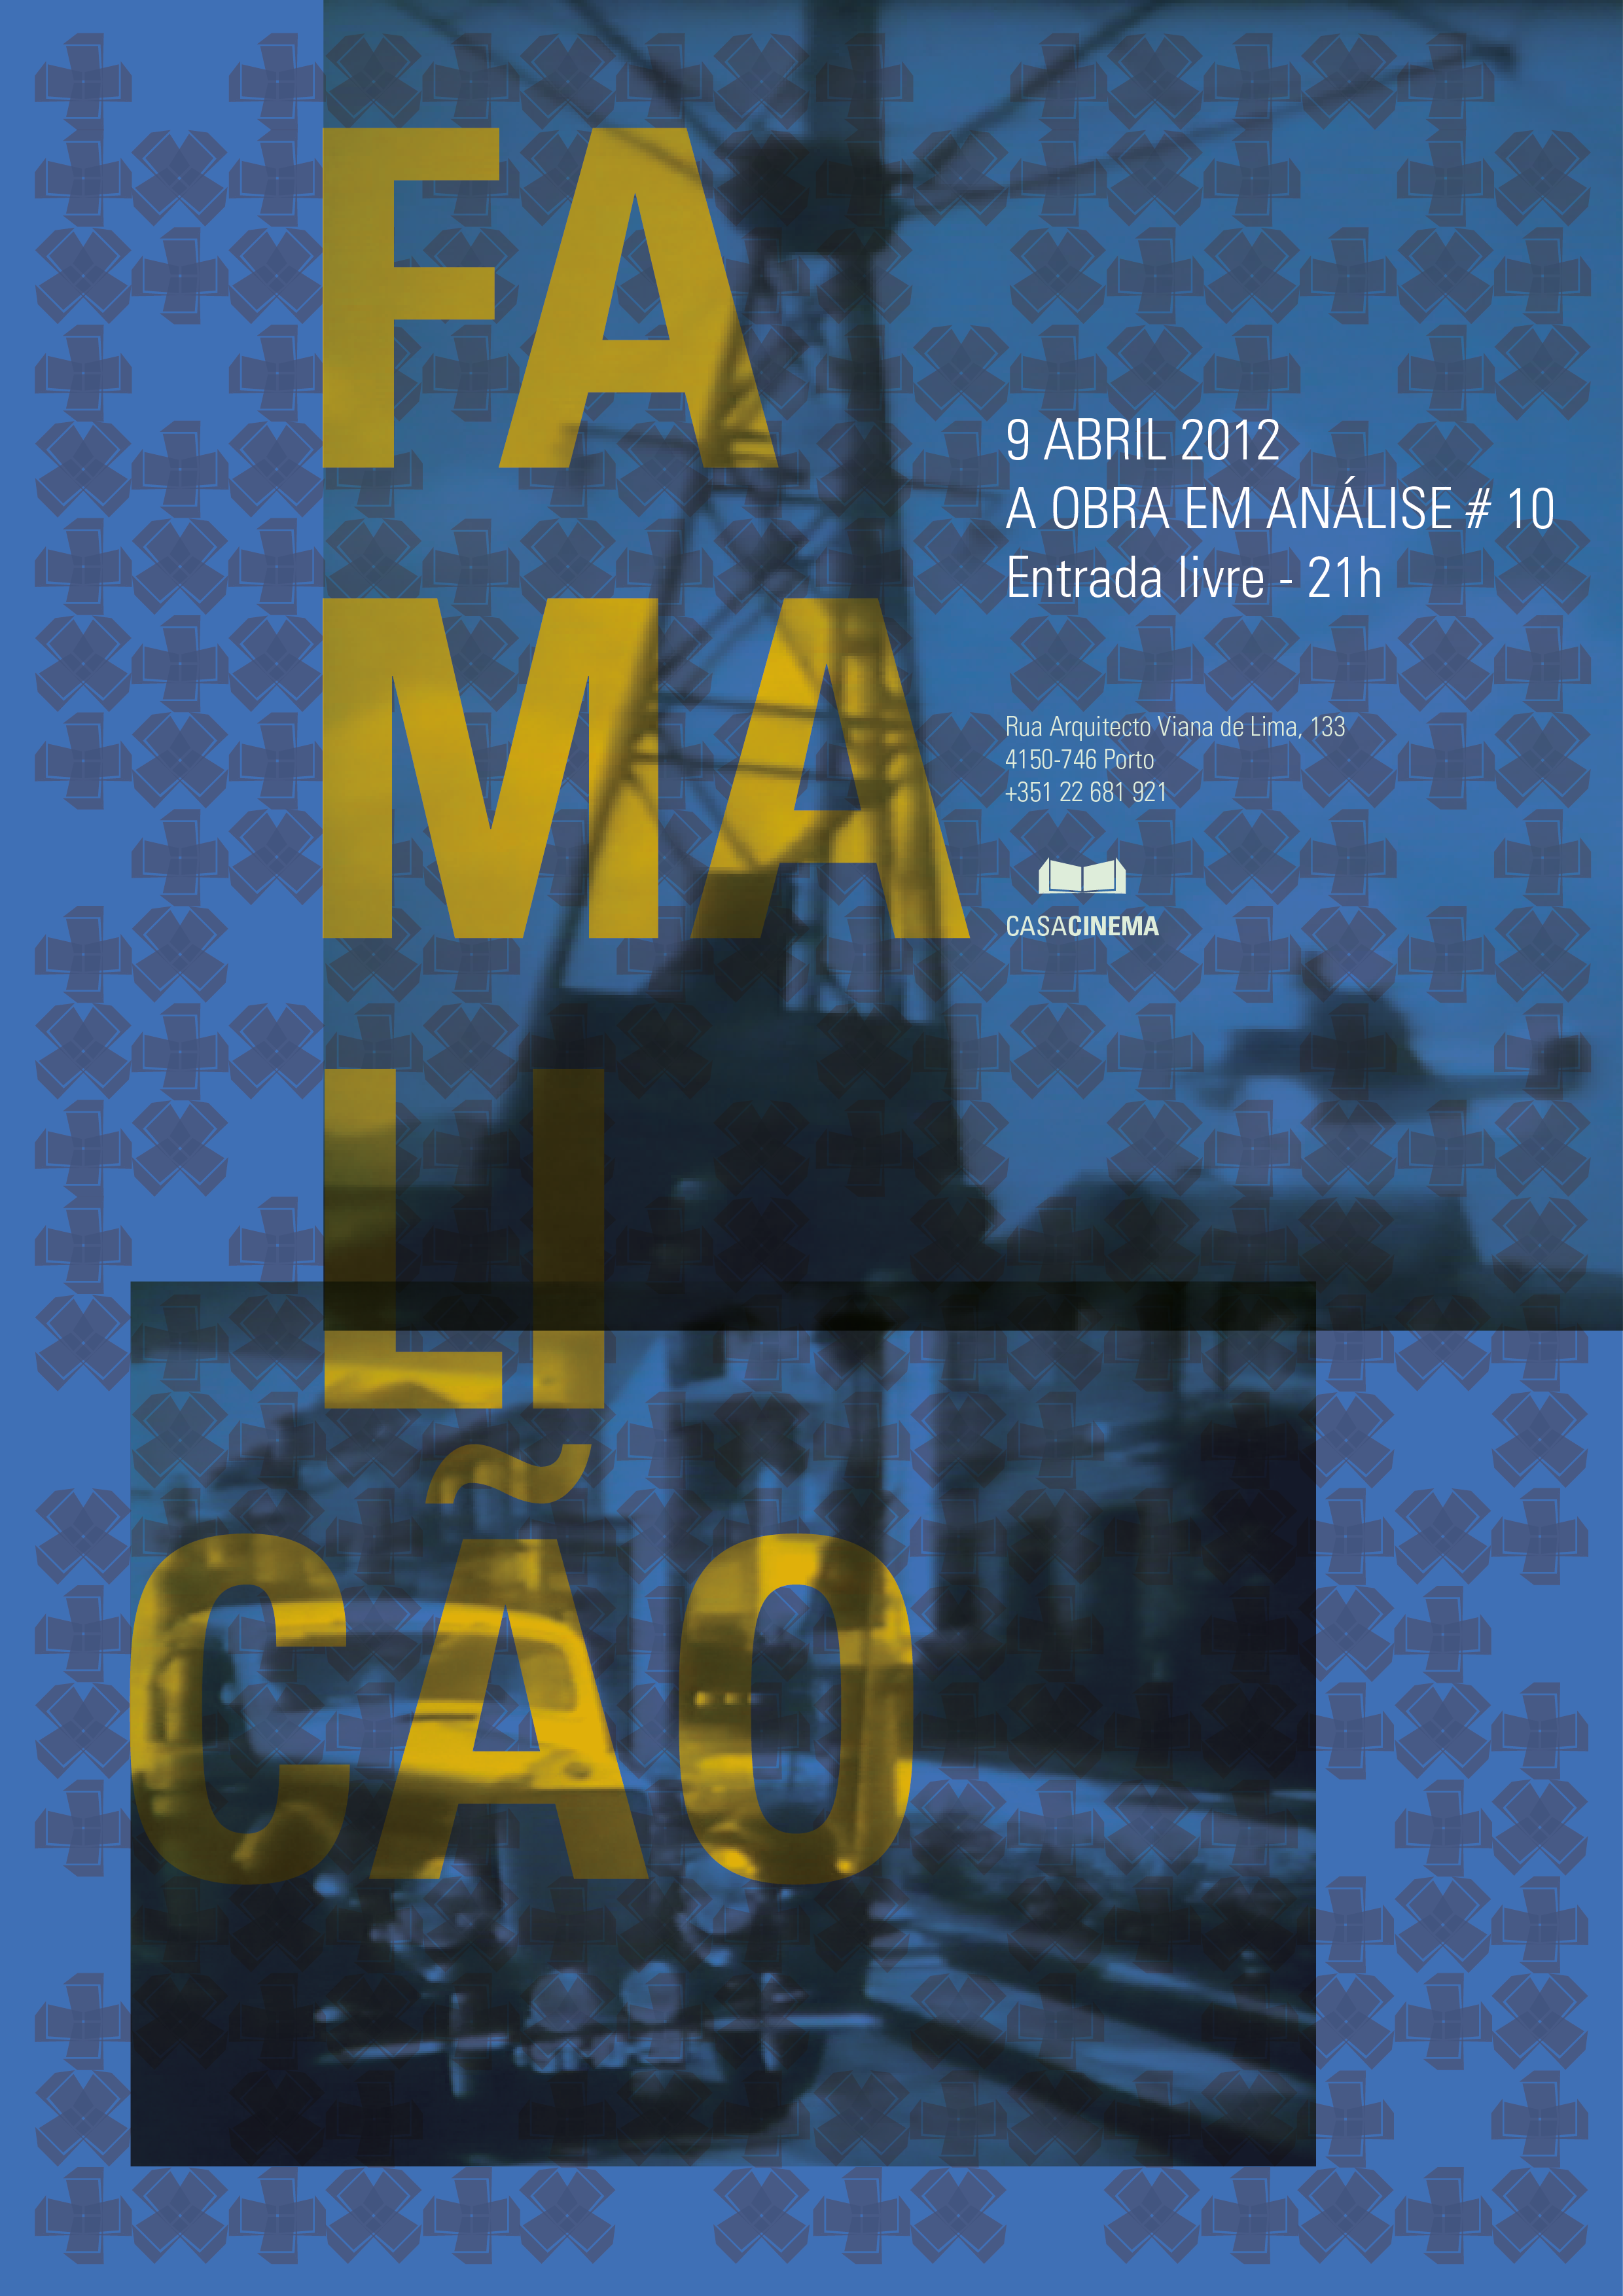 FA
MA
LI
CÃO
9 ABRIL 2012
A OBRA EM ANÁLISE # 10
Entrada livre - 21h
Rua Arquitecto Viana de Lima, 133
4150-746 Porto
+351 22 681 921
CASACINEMA